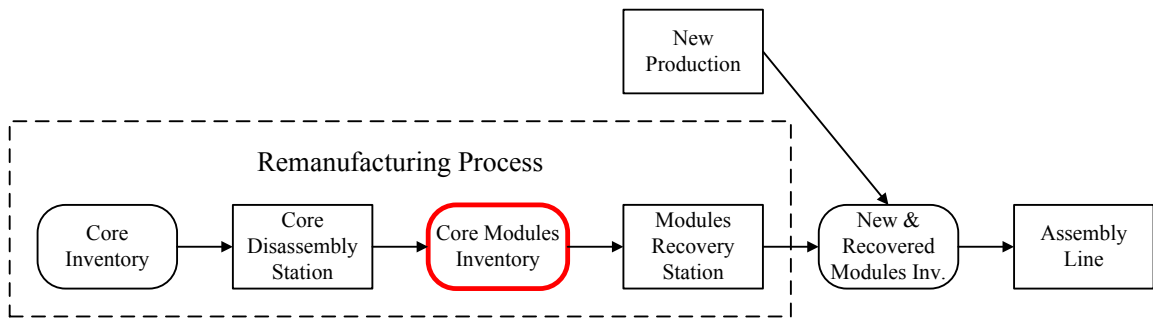 New
Production
Remanufacturing Process
Core
Inventory
Core
Disassembly
Station
Core Modules
Inventory
Modules
Recovery
Station
New &
Recovered
Modules Inv.
Assembly
Line